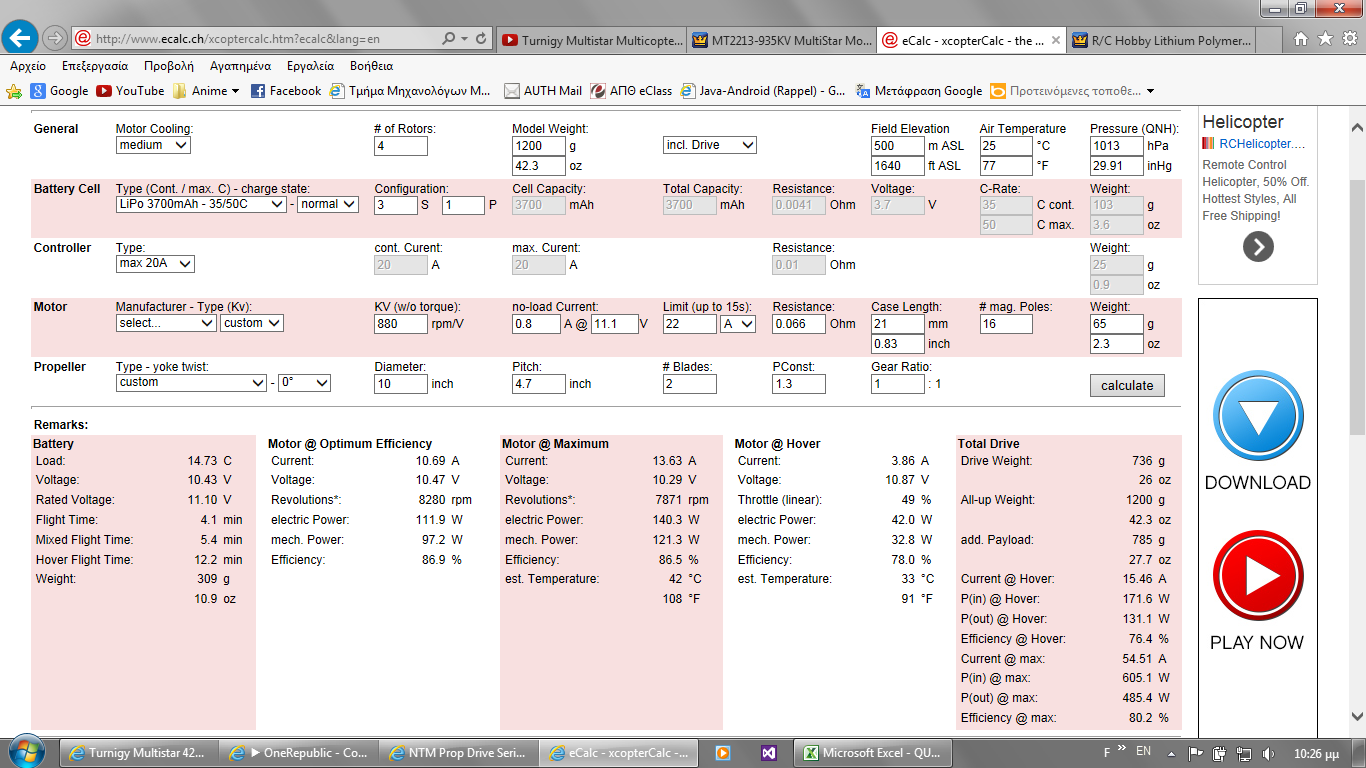 http://www.ecalc.ch/xcoptercalc.htm?ecalc&lang=en
Turnigy Multistar Multicopte...
MT2213-935KV MultiStar Mo...
eCalc - xcopterCalc - the ...
R/C Hobby Lithium Polymer...
Αρχείο Επεξεργασία Προβολή Αγαπημένα Εργαλεία Βοήθεια
Google YouTube Anime Facebook Τμήμα Μηχανολόγων Μ... AUTH Mail ΑΠΘ eClass Java-Android (Rappel) - G... Μετάφραση Google Προτεινόμενες τοποθε...
General Motor Cooling: # of Rotors: Model Weight: Field Elevation Air Temperature Pressure (QNH):
medium 4 1200 g incl. Drive 500 m ASL 25 °C 1013 hPa
42.3 oz 1640 ft ASL 77 °F 29.91 inHg
Battery Cell Type (Cont. / max. C) - charge state: Configuration: Cell Capacity: Total Capacity: Resistance: Voltage: C-Rate: Weight:
LiPo 3700mAh - 35/50C - normal 3 S 1 P 3700 mAh 3700 mAh 0.0041 Ohm 3.7 V 35 C cont. 103 g
50 C max. 3.6 oz
Controller Type: cont. Curent: max. Curent: Resistance: Weight:
max 20A 20 A 20 A 0.01 Ohm 25 g
0.9 oz
Motor Manufacturer - Type (Kv): KV (w/o torque): no-load Current: Limit (up to 15s): Resistance: Case Length: # mag. Poles: Weight:
select... custom 880 rpm/V 0.8 A @ 11.1 V 22 A 0.066 Ohm 21 mm 16 65 g
0.83 inch 2.3 oz
Propeller Type - yoke twist: Diameter: Pitch: # Blades: PConst: Gear Ratio:
custom - 0° 10 inch 4.7 inch 2 1.3 1 : 1 calculate
Remarks:
Battery Motor @ Optimum Efficiency Motor @ Maximum Motor @ Hover Total Drive
Load: 14.73 C Current: 10.69 A Current: 13.63 A Current: 3.86 A Drive Weight: 736 g
Voltage: 10.43 V Voltage: 10.47 V Voltage: 10.29 V Voltage: 10.87 V 26 oz
Rated Voltage: 11.10 V Revolutions*: 8280 rpm Revolutions*: 7871 rpm Throttle (linear): 49 % All-up Weight: 1200 g
Flight Time: 4.1 min electric Power: 111.9 W electric Power: 140.3 W electric Power: 42.0 W 42.3 oz
Mixed Flight Time: 5.4 min mech. Power: 97.2 W mech. Power: 121.3 W mech. Power: 32.8 W add. Payload: 785 g
Hover Flight Time: 12.2 min Efficiency: 86.9 % Efficiency: 86.5 % Efficiency: 78.0 % 27.7 oz
Weight: 309 g est. Temperature: 42 °C est. Temperature: 33 °C Current @ Hover: 15.46 A
10.9 oz 108 °F 91 °F P(in) @ Hover: 171.6 W
P(out) @ Hover: 131.1 W
Efficiency @ Hover: 76.4 %
Current @ max: 54.51 A
P(in) @ max: 605.1 W
P(out) @ max: 485.4 W
Efficiency @ max: 80.2 %
Helicopter
RCHelicopter....
Remote Control
Helicopter, 50% Off.
Hottest Styles, All
Free Shipping!
DOWNLOAD
PLAY NOW
Turnigy Multistar 42... ► OneRepublic - Co... NTM Prop Drive Seri... eCalc - xcopterCalc -... Microsoft Excel - QU... F EN 10:26 μμ